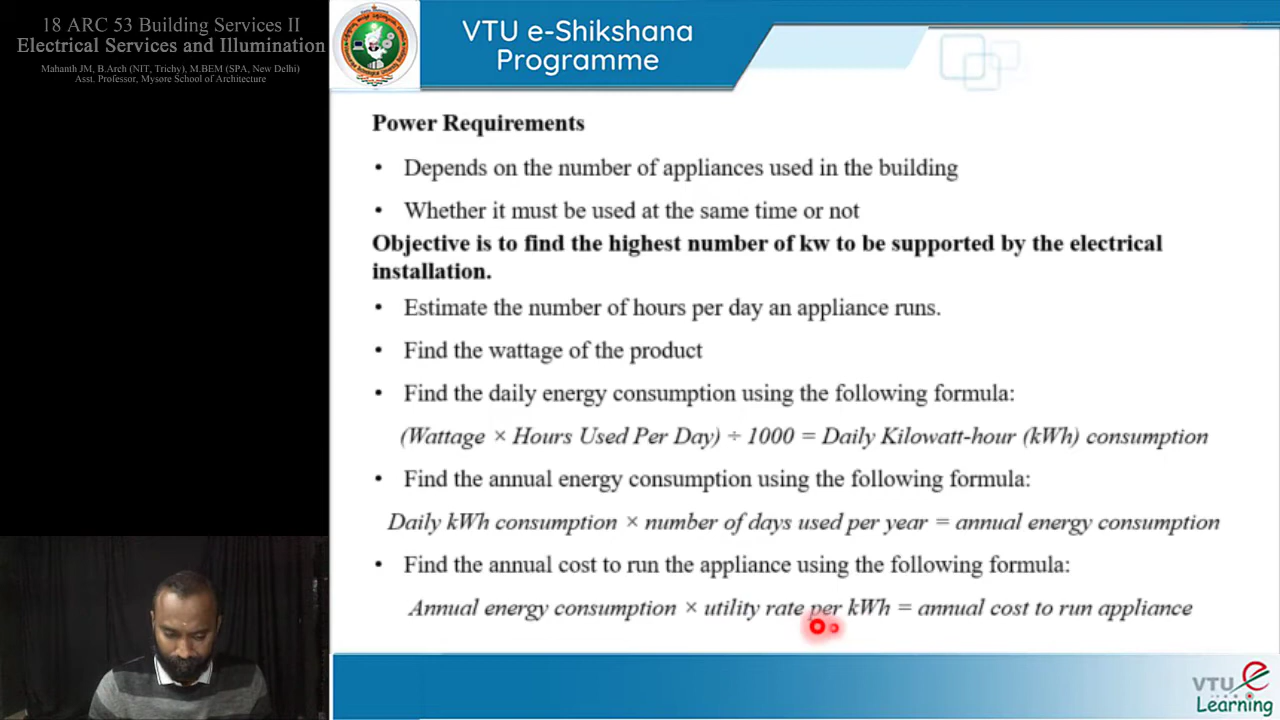 18 ARC 53 Building Services II
Electrical Services and Illumination
Mahanth JM, B.Arch (NIT, Trichy), M.BEM (SPA, New Delhi)
Asst. Professor, Mysore School of Architecture
VTU e-Shikshana
Programme
Power Requirements
• Depends on the number of appliances used in the building
• Whether it must be used at the same time or not
Objective is to find the highest number of kw to be supported by the electrical
installation.
• Estimate the number of hours per day an appliance runs.
• Find the wattage of the product
• Find the daily energy consumption using the following formula:
(Wattage × Hours Used Per Day) ÷ 1000 = Daily Kilowatt-hour (kWh) consumption
• Find the annual energy consumption using the following formula:
Daily kWh consumption × number of days used per year = annual energy consumption
• Find the annual cost to run the appliance using the following formula:
Annual energy consumption × utility rate per kWh = annual cost to run appliance
VTU e
Learning